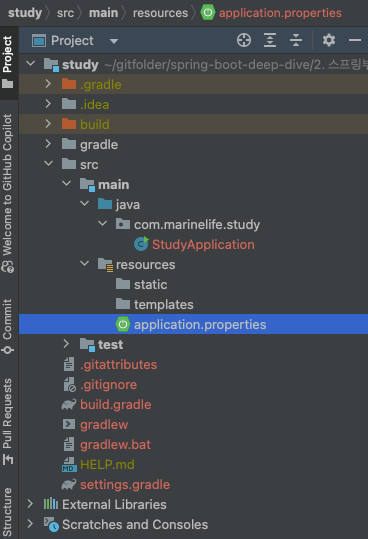 study › src › main › resources › application.properties
Project
study ~/gitfolder/spring-boot-deep-dive/2. 스프링부
.gradle
.idea
build
gradle
src
main
java
com.marinelife.study
StudyApplication
resources
static
templates
application.properties
test
.gitattributes
.gitignore
build.gradle
gradlew
gradlew.bat
HELP.md
settings.gradle
External Libraries
Scratches and Consoles
Project
Welcome to GitHub Copilot
Commit
Pull Requests
Structure